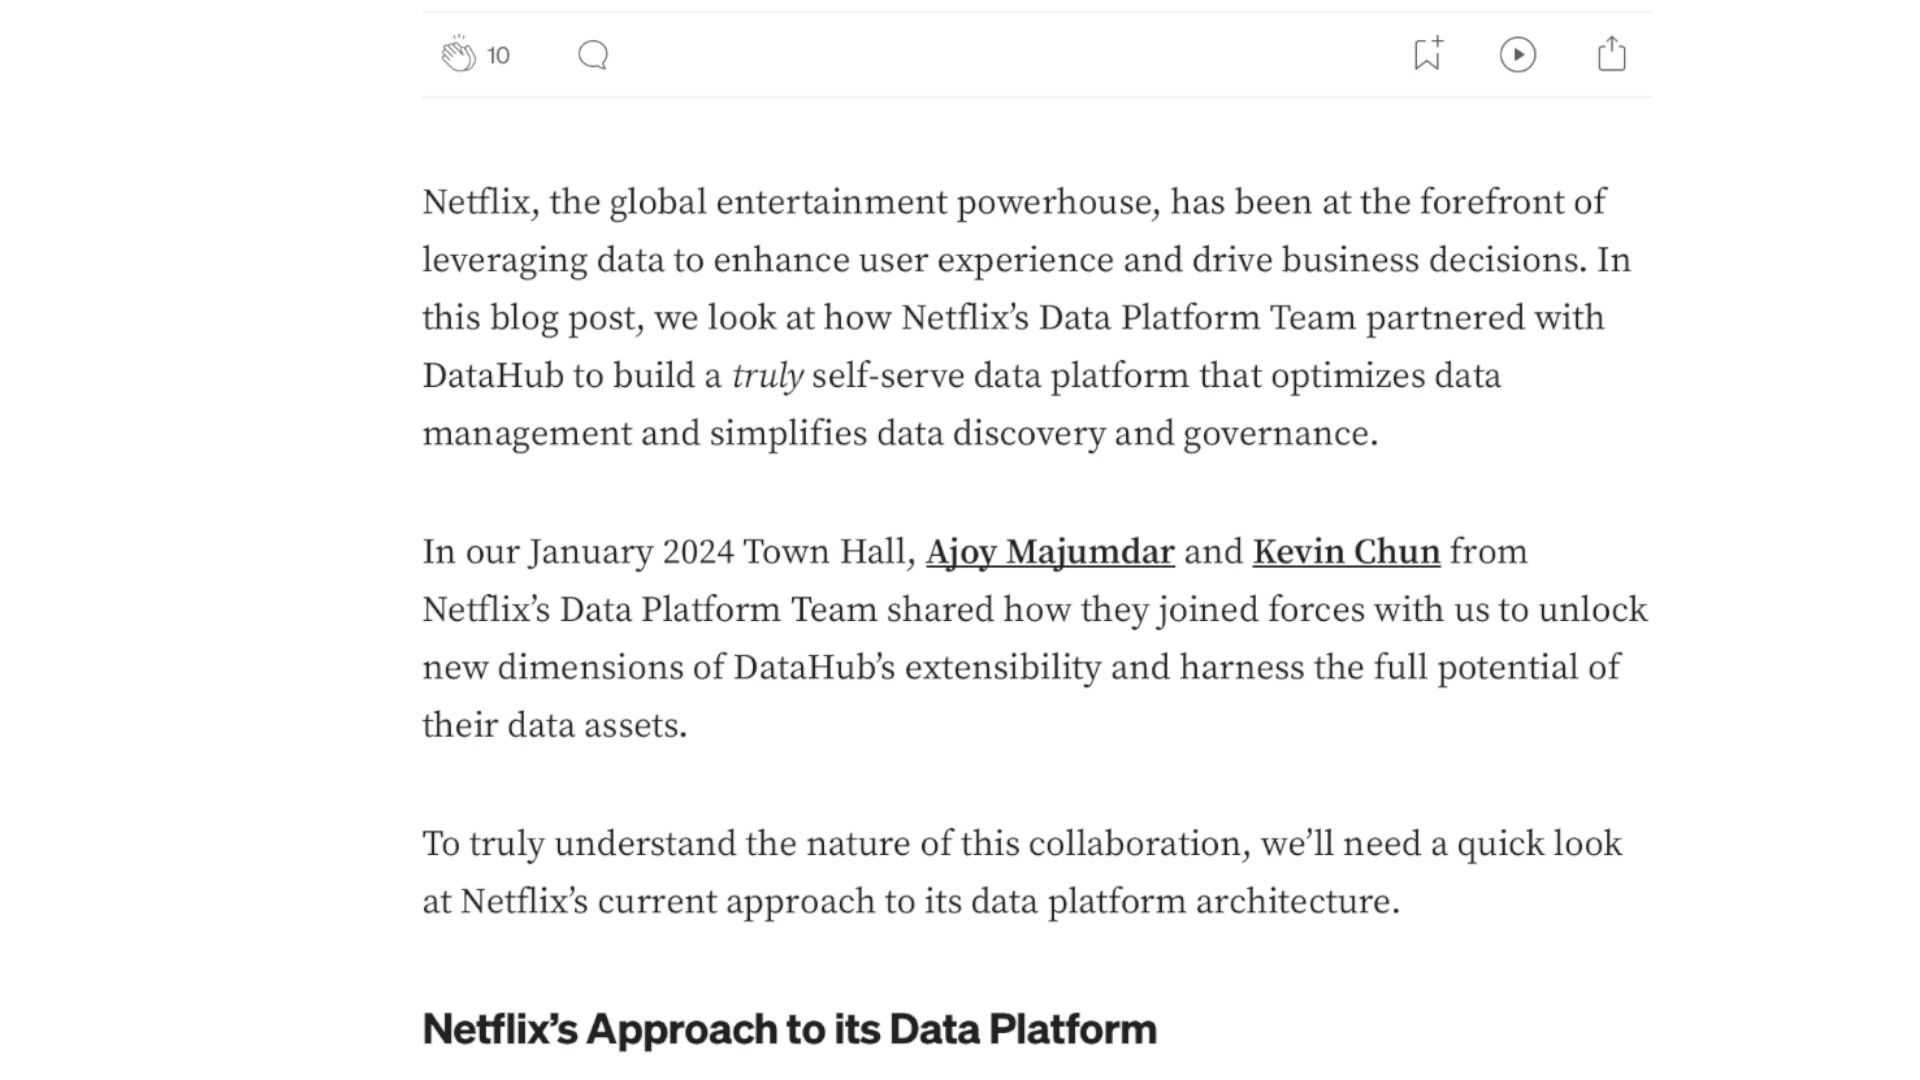 10
Netflix, the global entertainment powerhouse, has been at the forefront of
leveraging data to enhance user experience and drive business decisions. In
this blog post, we look at how Netflix’s Data Platform Team partnered with
DataHub to build a truly self-serve data platform that optimizes data
management and simplifies data discovery and governance.
In our January 2024 Town Hall, Ajoy Majumdar and Kevin Chun from
Netflix’s Data Platform Team shared how they joined forces with us to unlock
new dimensions of DataHub’s extensibility and harness the full potential of
their data assets.
To truly understand the nature of this collaboration, we’ll need a quick look
at Netflix’s current approach to its data platform architecture.
Netflix’s Approach to its Data Platform